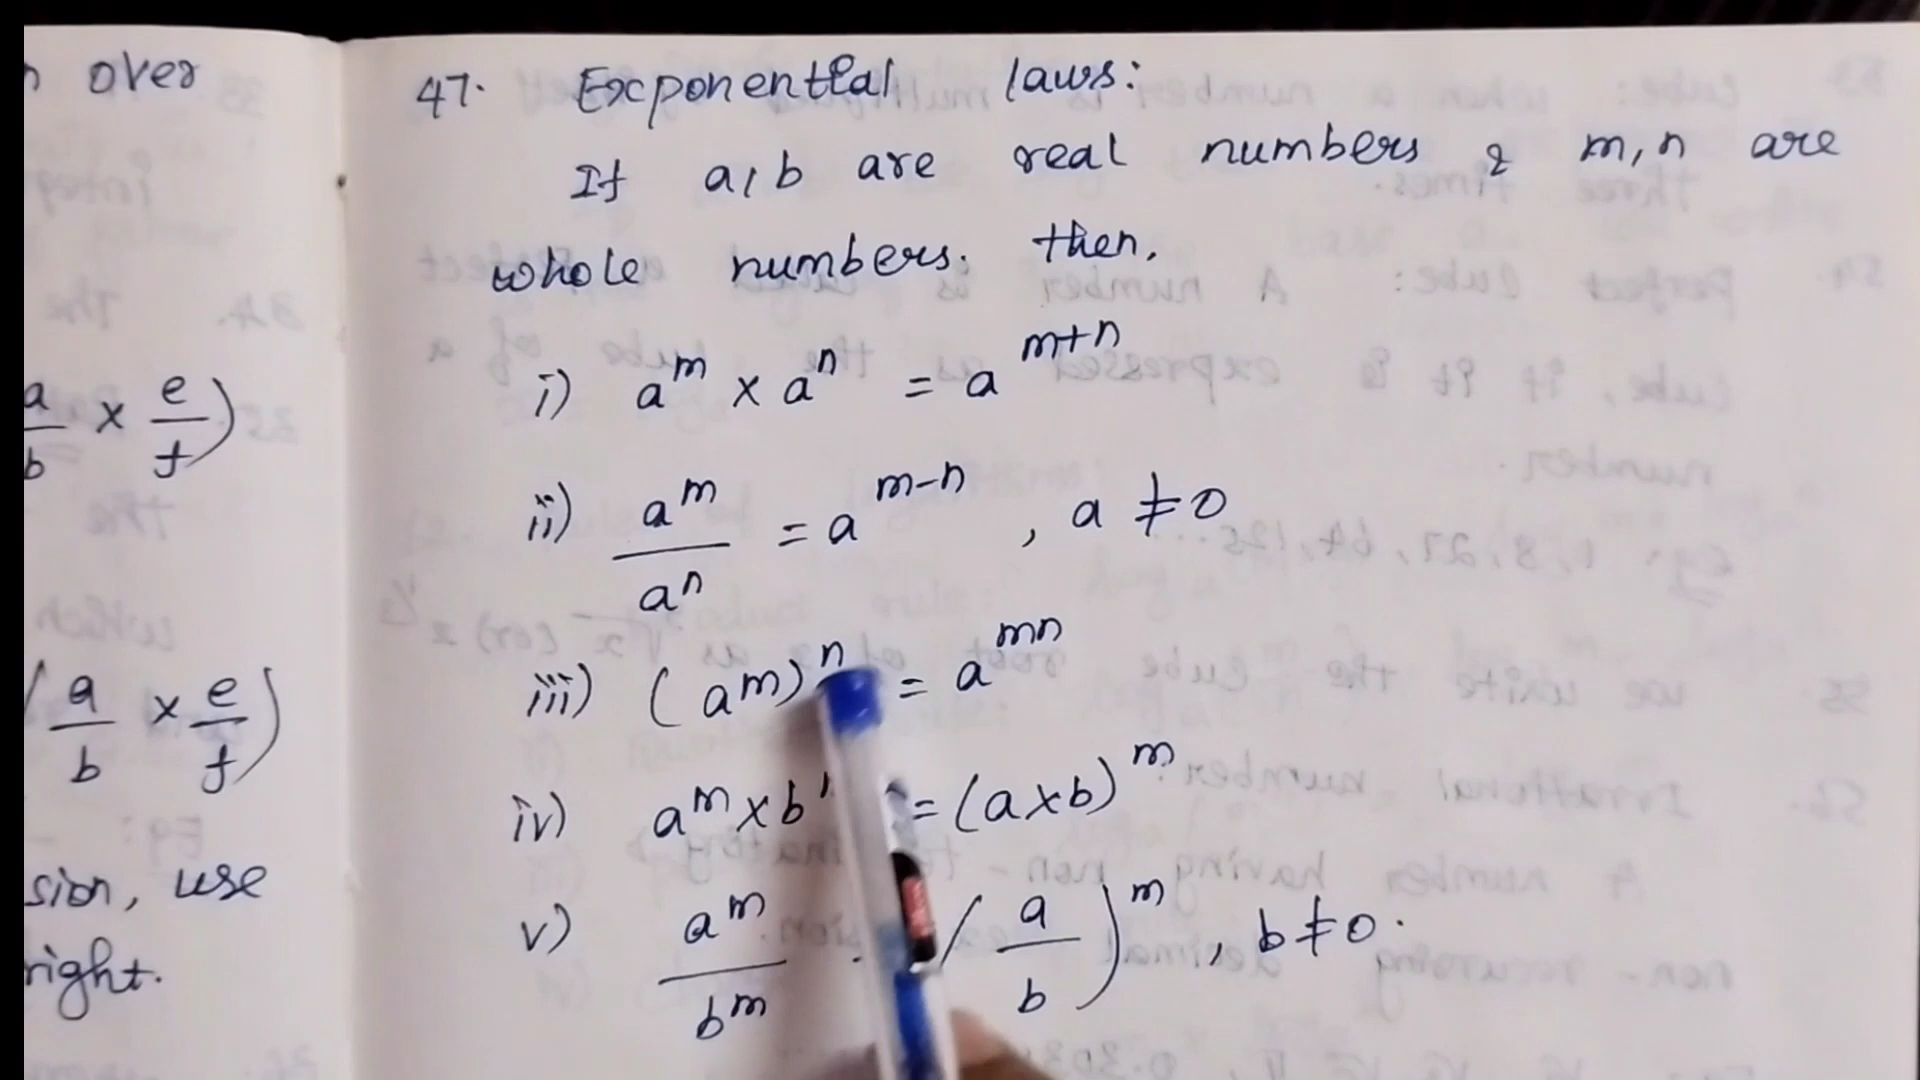 over
a/b × e/f)
(a/b × e/f)
sion, use
right.
47. Exponential laws:
If a, b are real numbers & m, n are
whole numbers. then,
i) a^m × a^n = a^(m+n)
ii) a^m / a^n = a^(m-n) , a ≠ 0
iii) (a^m)^n = a^(mn)
iv) a^m × b = (a×b)^m
v) a^m / b^m (a/b)^m , b ≠ 0.